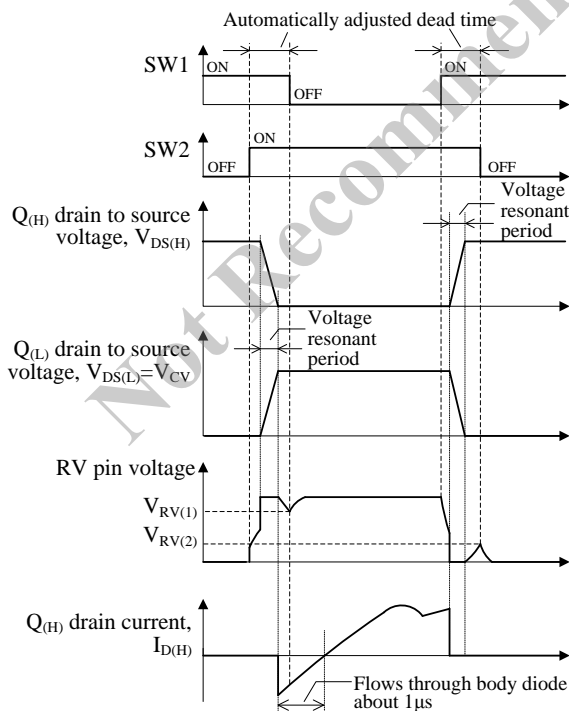 Automatically adjusted dead time
SW1
ON
ON
OFF
SW2
ON
OFF
OFF
Voltage
resonant
period
Q(H) drain to source
voltage, VDS(H)
Voltage
resonant
period
Q(L) drain to source
voltage, VDS(L)=VCV
RV pin voltage
VRV(1)
VRV(2)
Q(H) drain current,
ID(H)
Flows through body diode
about 1μs
Not Recomm